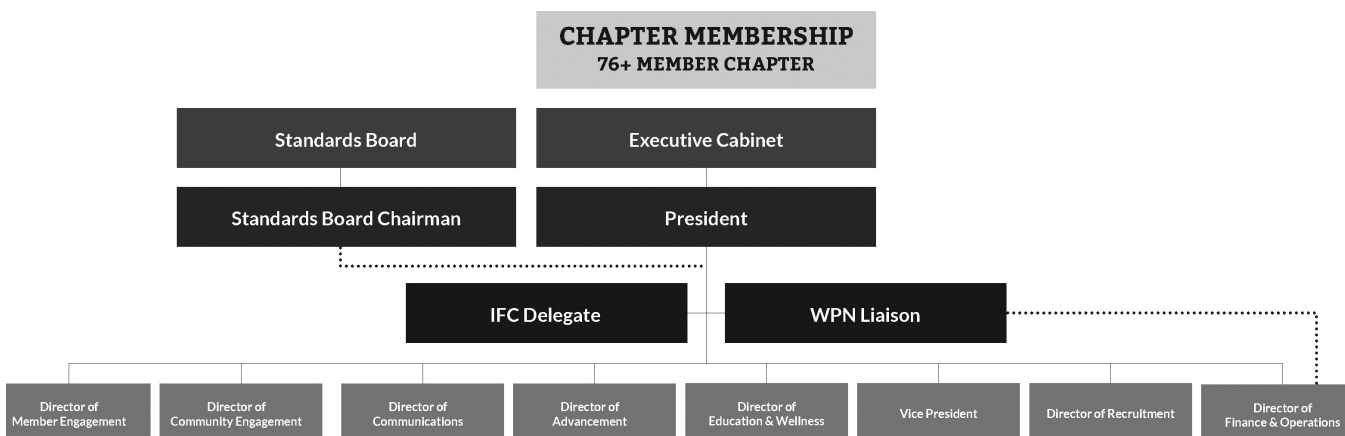 CHAPTER MEMBERSHIP
76+ MEMBER CHAPTER
Standards Board
Executive Cabinet
Standards Board Chairman
President
IFC Delegate
WPN Liaison
Director of
Member Engagement
Director of
Community Engagement
Director of
Communications
Director of
Advancement
Director of
Education & Wellness
Vice President
Director of Recruitment
Director of
Finance & Operations